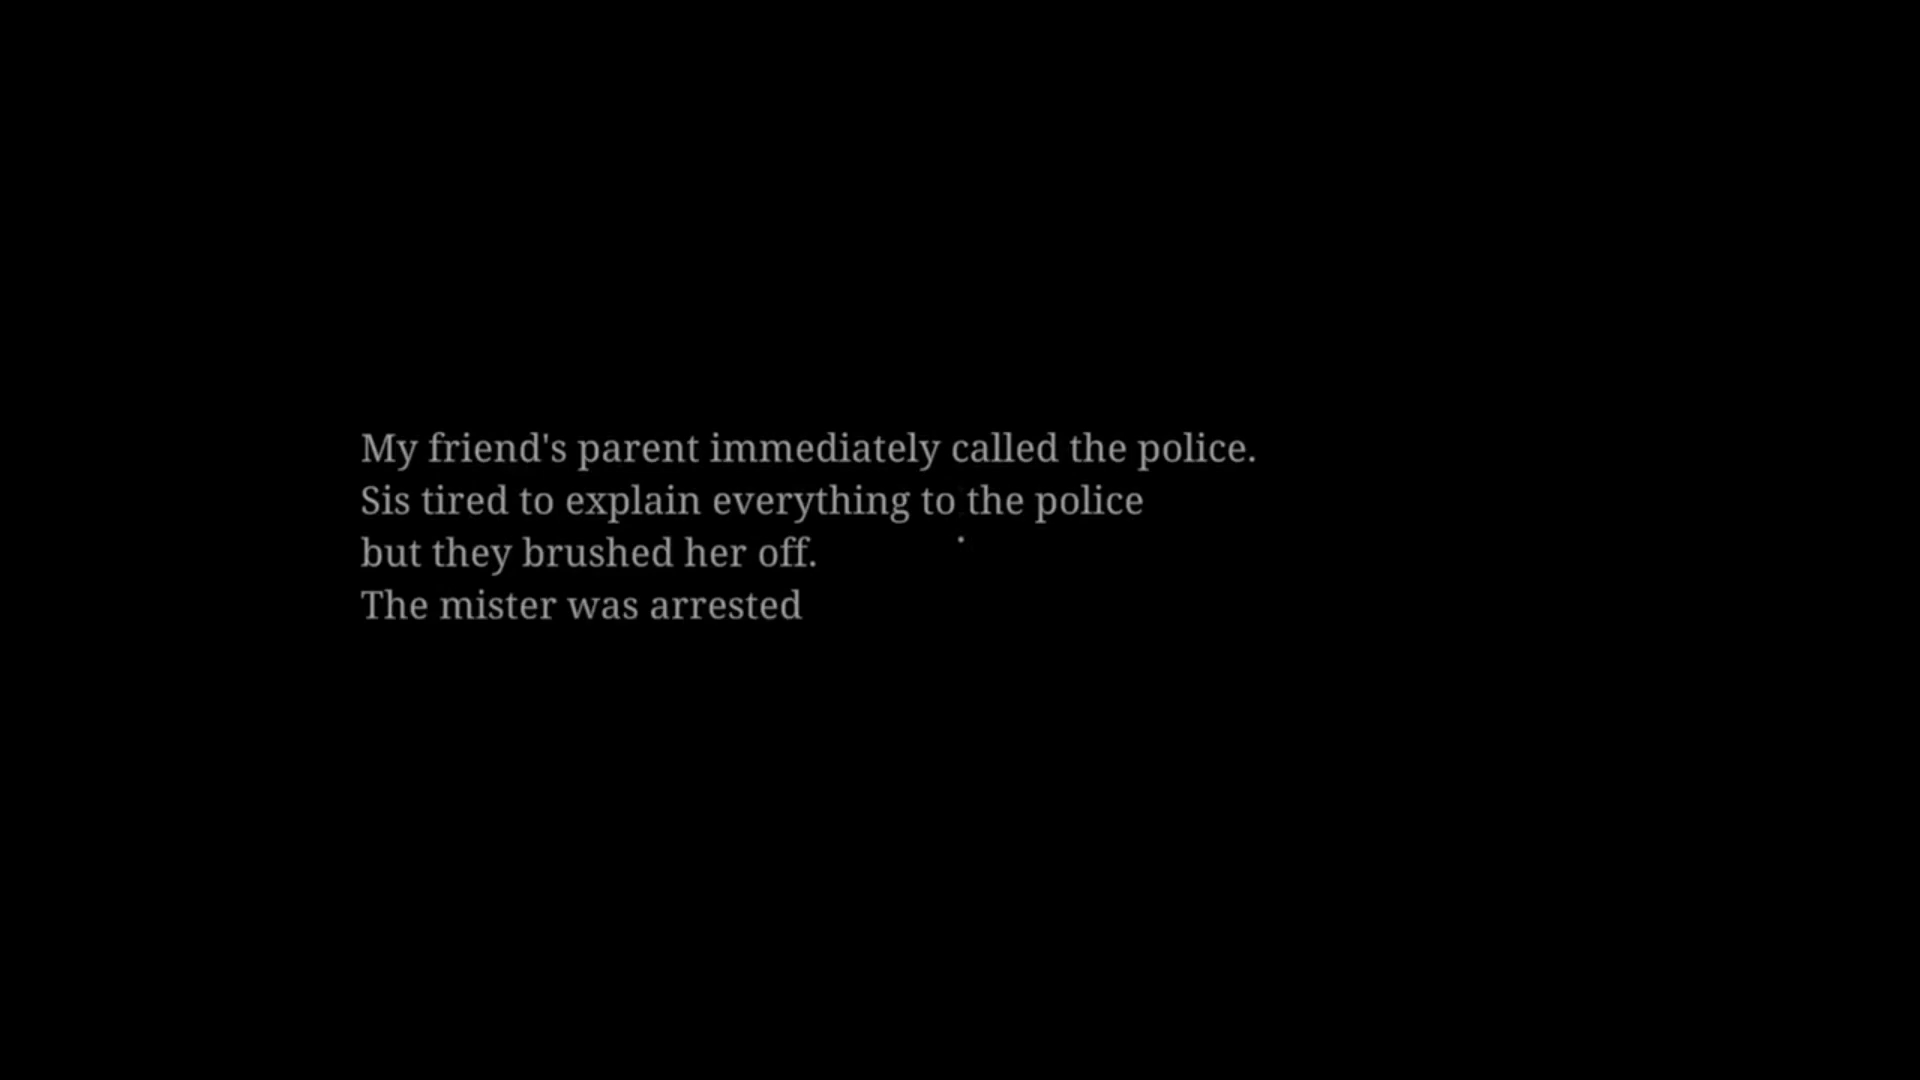 My friend's parent immediately called the police.
Sis tired to explain everything to the police
but they brushed her off.
The mister was arrested